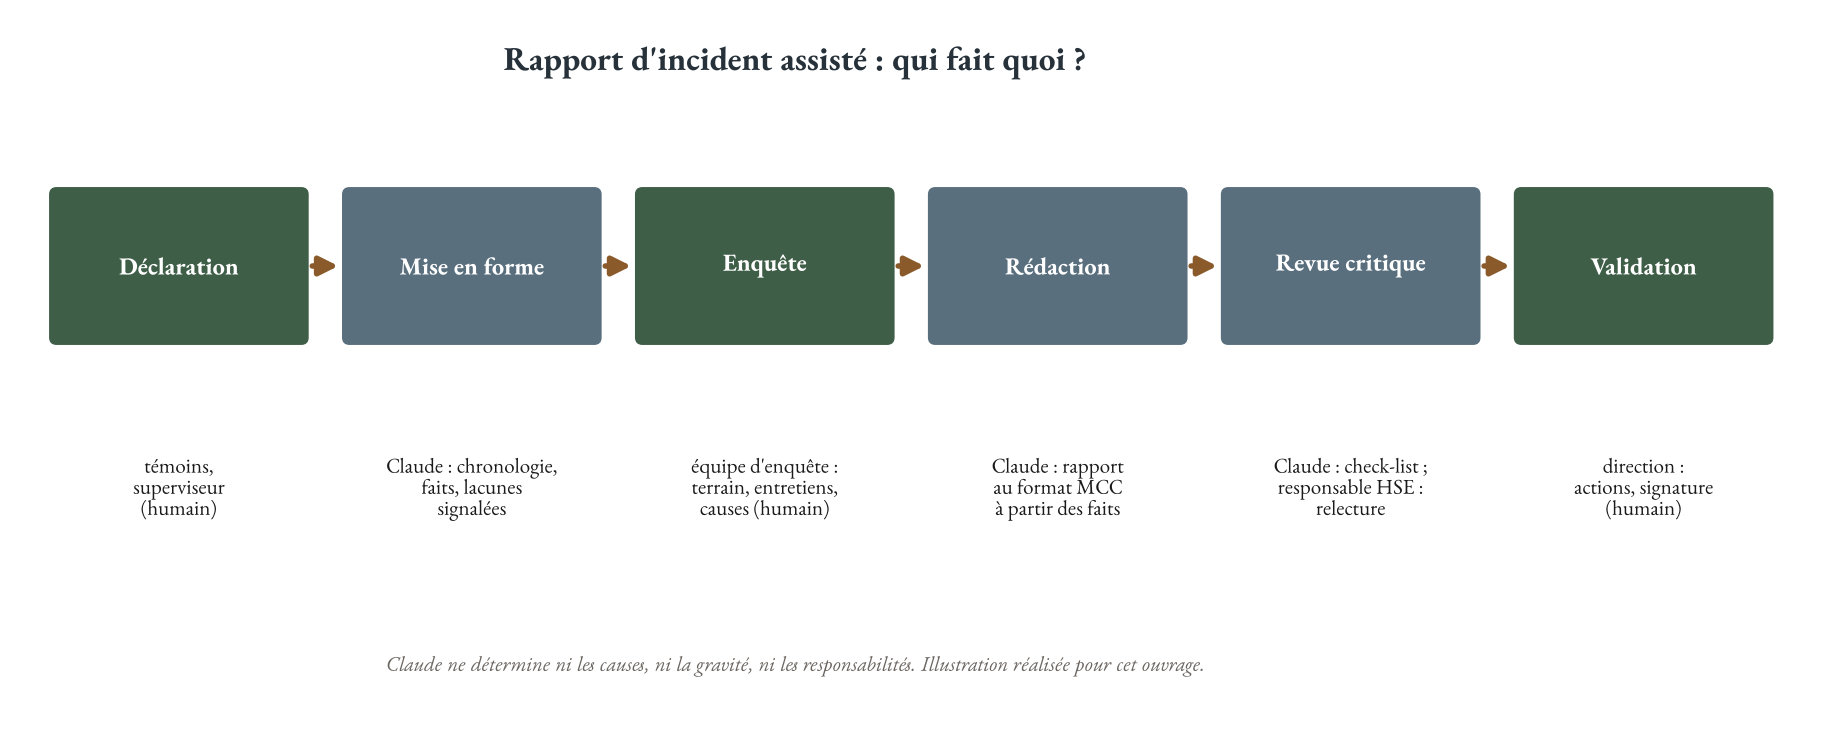 Rapport d'incident assisté : qui fait quoi ?
Déclaration
Mise en forme
Enquête
Rédaction
Revue critique
Validation
témoins,
superviseur
(humain)
Claude : chronologie,
faits, lacunes
signalées
équipe d'enquête :
terrain, entretiens,
causes (humain)
Claude : rapport
au format MCC
à partir des faits
Claude : check-list ;
responsable HSE :
relecture
direction :
actions, signature
(humain)
Claude ne détermine ni les causes, ni la gravité, ni les responsabilités. Illustration réalisée pour cet ouvrage.